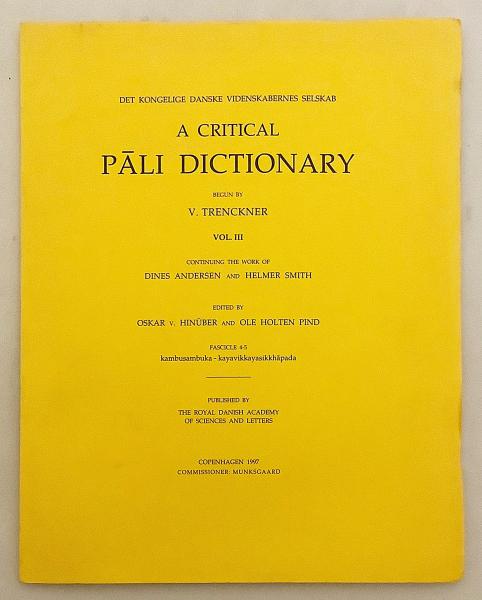 DET KONGELIGE DANSKE VIDENSKABERNES SELSKAB
A CRITICAL
PĀLI DICTIONARY
BEGUN BY
V. TRENCKNER
VOL. III
CONTINUING THE WORK OF
DINES ANDERSEN AND HELMER SMITH
EDITED BY
OSKAR V. HINÜBER AND OLE HOLTEN PIND
FASCICLE 4-5
kambusambuka - kayavikkayasikkhāpada
PUBLISHED BY
THE ROYAL DANISH ACADEMY
OF SCIENCES AND LETTERS
COPENHAGEN 1997
COMMISSIONER: MUNKSGAARD